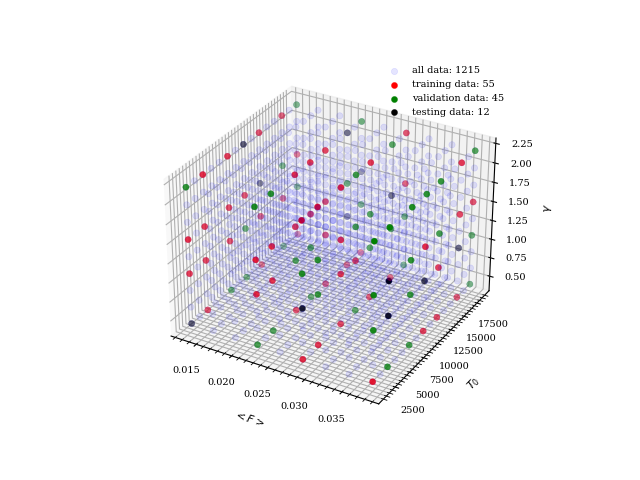 all data: 1215
training data: 55
validation data: 45
testing data: 12
2.25
2.00
1.75
1.50
1.25
1.00
0.75
0.50
γ
17500
15000
12500
10000
7500
5000
2500
T₀
0.015
0.020
0.025
0.030
0.035
<F>